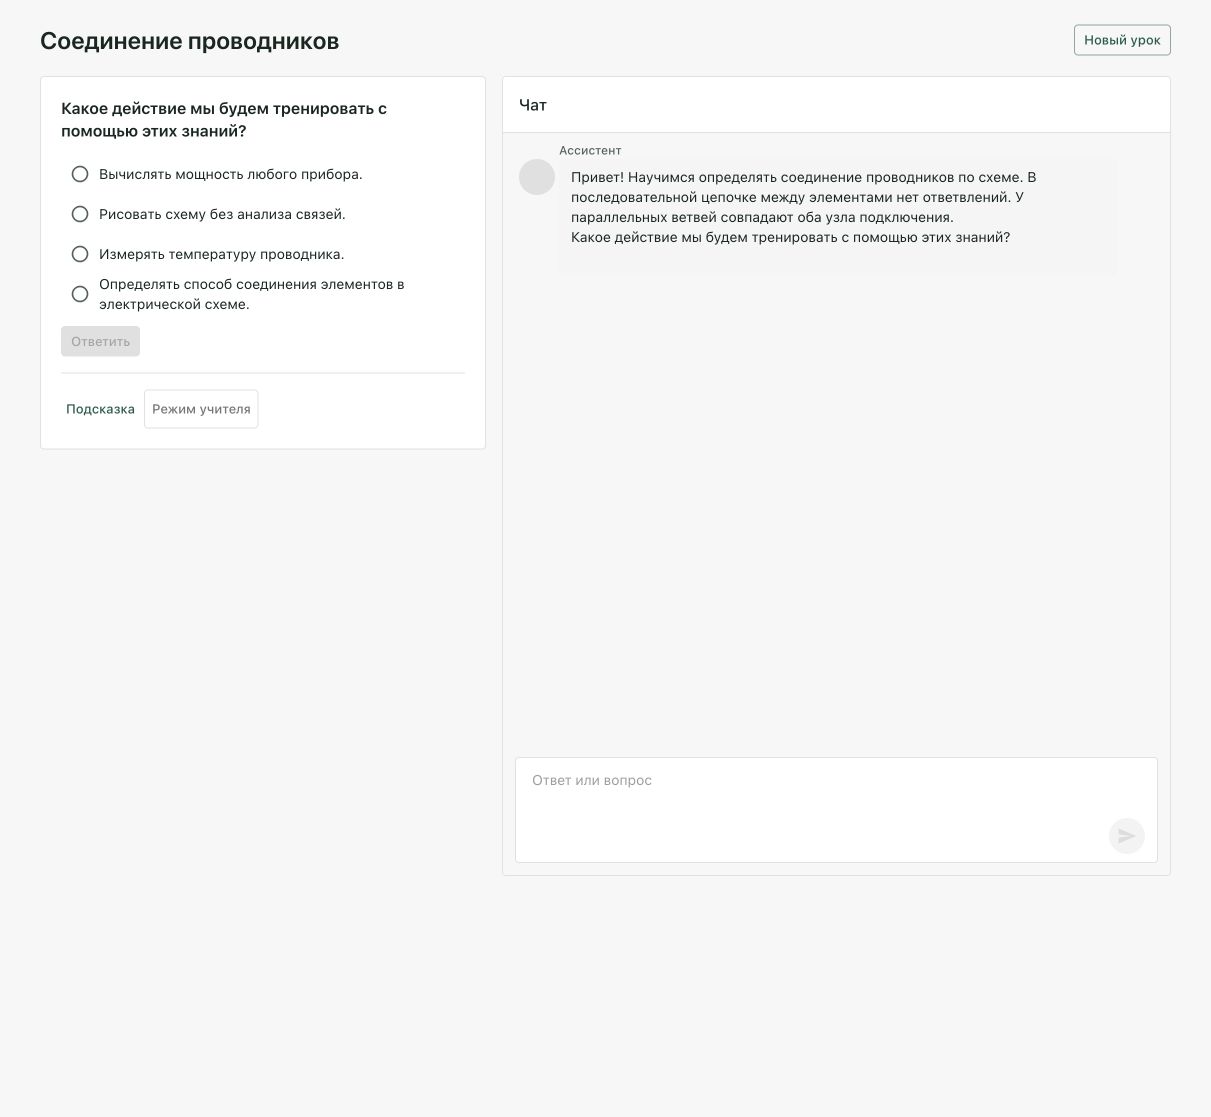 Соединение проводников
Новый урок
Какое действие мы будем тренировать с
помощью этих знаний?
Вычислять мощность любого прибора.
Рисовать схему без анализа связей.
Измерять температуру проводника.
Определять способ соединения элементов в
электрической схеме.
Ответить
Подсказка
Режим учителя
Чат
Ассистент
Привет! Научимся определять соединение проводников по схеме. В
последовательной цепочке между элементами нет ответвлений. У
параллельных ветвей совпадают оба узла подключения.
Какое действие мы будем тренировать с помощью этих знаний?
Ответ или вопрос